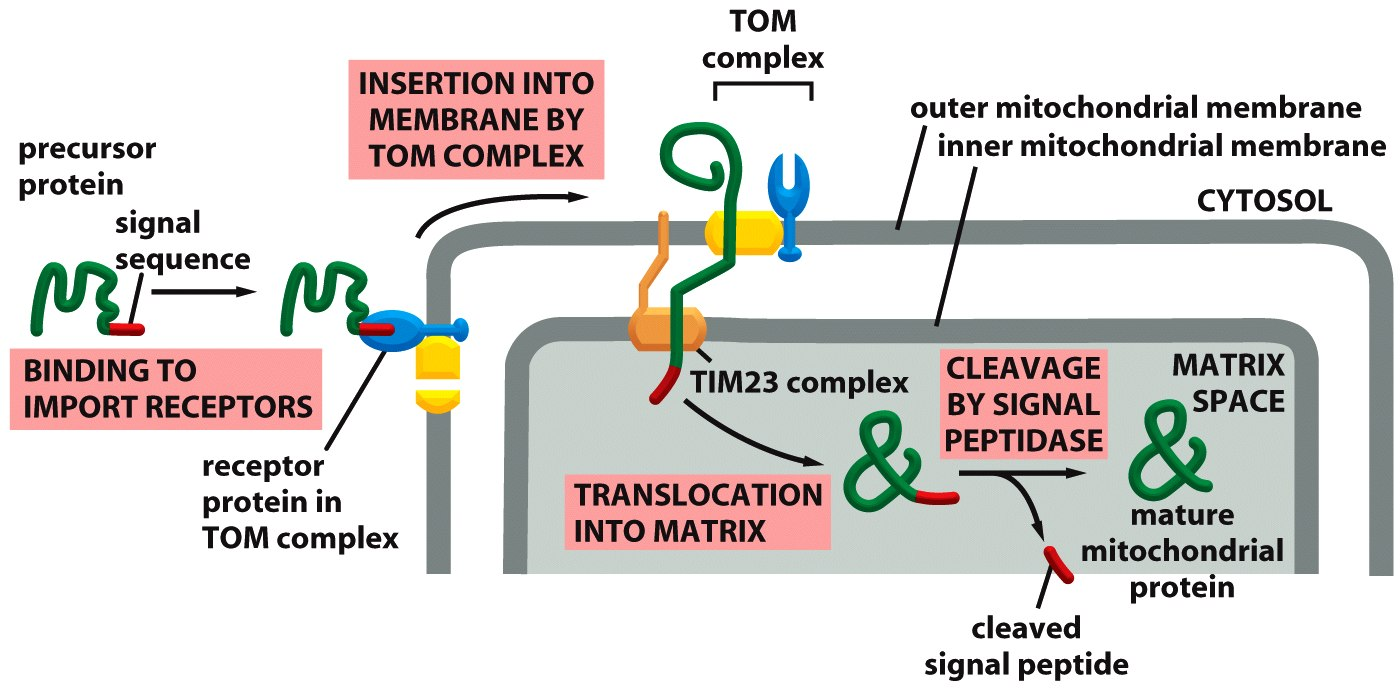 TOM
complex
INSERTION INTO
MEMBRANE BY
TOM COMPLEX
outer mitochondrial membrane
inner mitochondrial membrane
CYTOSOL
precursor
protein
signal
sequence
BINDING TO
IMPORT RECEPTORS
receptor
protein in
TOM complex
TIM23 complex
TRANSLOCATION
INTO MATRIX
CLEAVAGE
BY SIGNAL
PEPTIDASE
MATRIX
SPACE
mature
mitochondrial
protein
cleaved
signal peptide